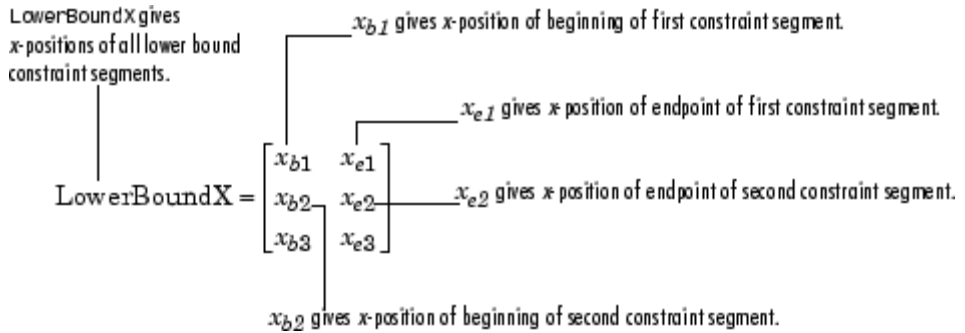 LowerBoundX gives
x-positions of all lower bound
constraint segments.
x_b1 gives x-position of beginning of first constraint segment.
x_e1 gives x-position of endpoint of first constraint segment.
LowerBoundX = [x_b1 x_e1
x_b2 x_e2
x_b3 x_e3]
x_e2 gives x-position of endpoint of second constraint segment.
x_b2 gives x-position of beginning of second constraint segment.